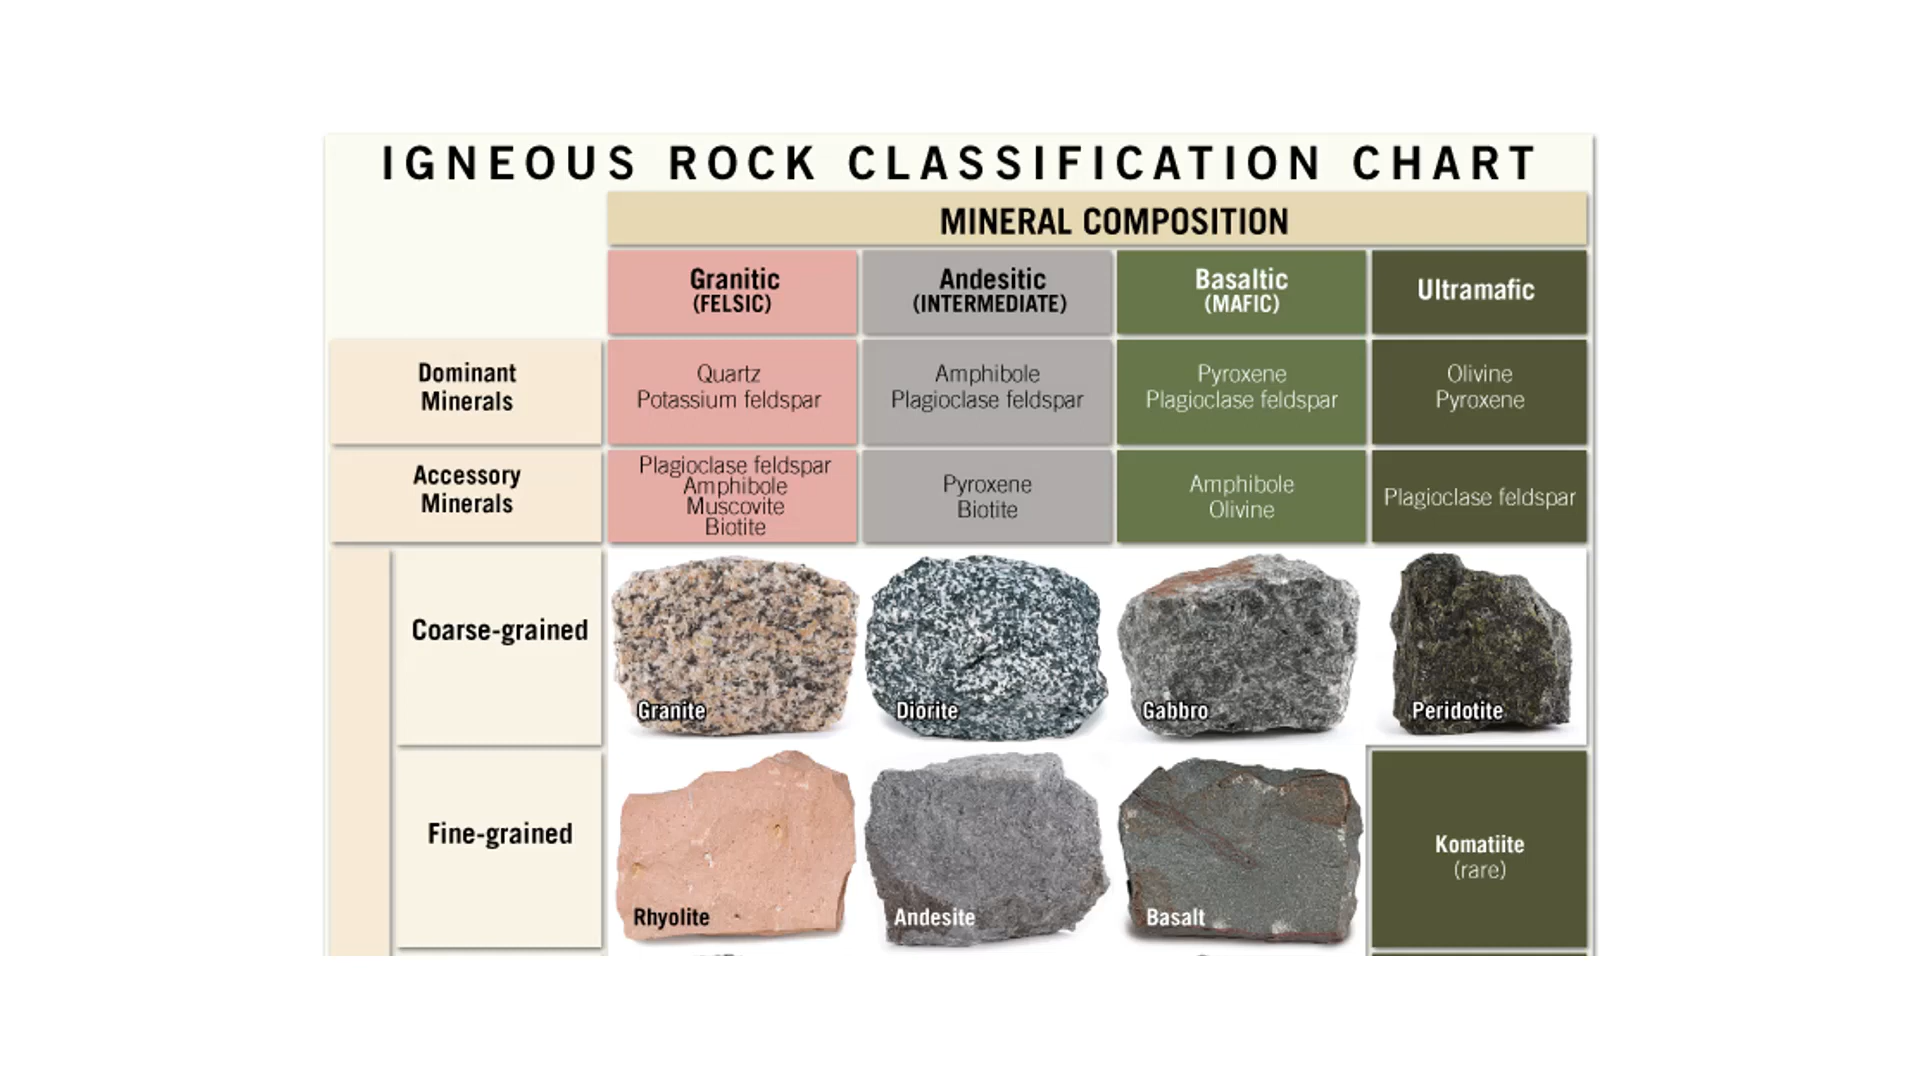 IGNEOUS ROCK CLASSIFICATION CHART
MINERAL COMPOSITION
Granitic
(FELSIC)
Andesitic
(INTERMEDIATE)
Basaltic
(MAFIC)
Ultramafic
Dominant
Minerals
Quartz
Potassium feldspar
Amphibole
Plagioclase feldspar
Pyroxene
Plagioclase feldspar
Olivine
Pyroxene
Accessory
Minerals
Plagioclase feldspar
Amphibole
Muscovite
Biotite
Pyroxene
Biotite
Amphibole
Olivine
Plagioclase feldspar
Coarse-grained
Granite
Diorite
Gabbro
Peridotite
Fine-grained
Rhyolite
Andesite
Basalt
Komatiite
(rare)